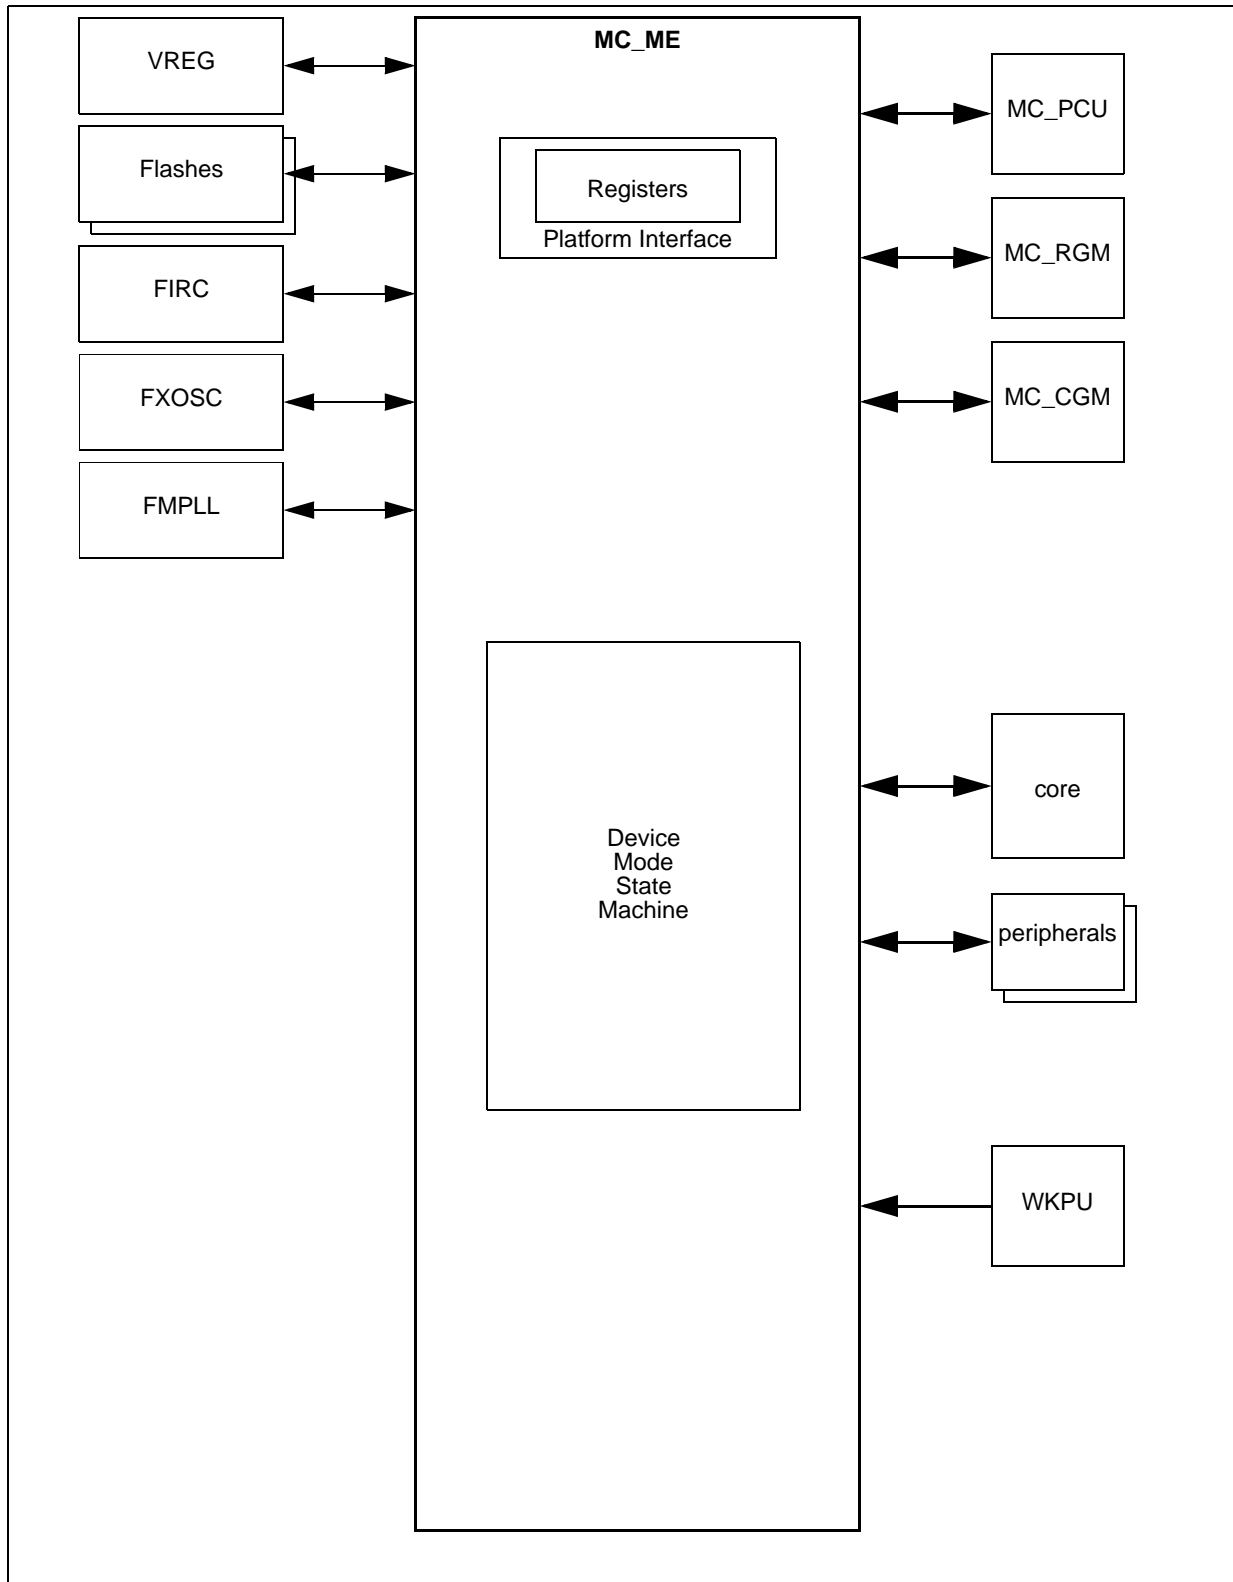 MC_ME
VREG
Flashes
FIRC
FXOSC
FMPLL
Registers
Platform Interface
Device
Mode
State
Machine
MC_PCU
MC_RGM
MC_CGM
core
peripherals
WKPU